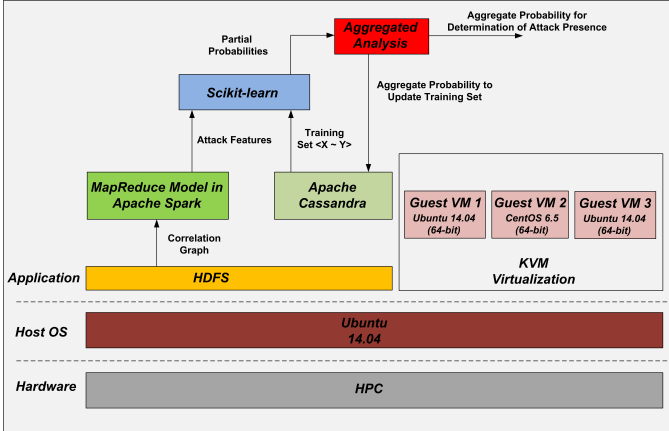 Aggregate Probability for
Determination of Attack Presence
Partial
Probabilities
Aggregated
Analysis
Aggregate Probability to
Update Training Set
Scikit-learn
Attack Features
Training
Set <X ~ Y>
MapReduce Model in
Apache Spark
Apache
Cassandra
Guest VM 1
Ubuntu 14.04
(64-bit)
Guest VM 2
CentOS 6.5
(64-bit)
Guest VM 3
Ubuntu 14.04
(64-bit)
Correlation
Graph
KVM
Virtualization
Application
HDFS
Host OS
Ubuntu
14.04
Hardware
HPC